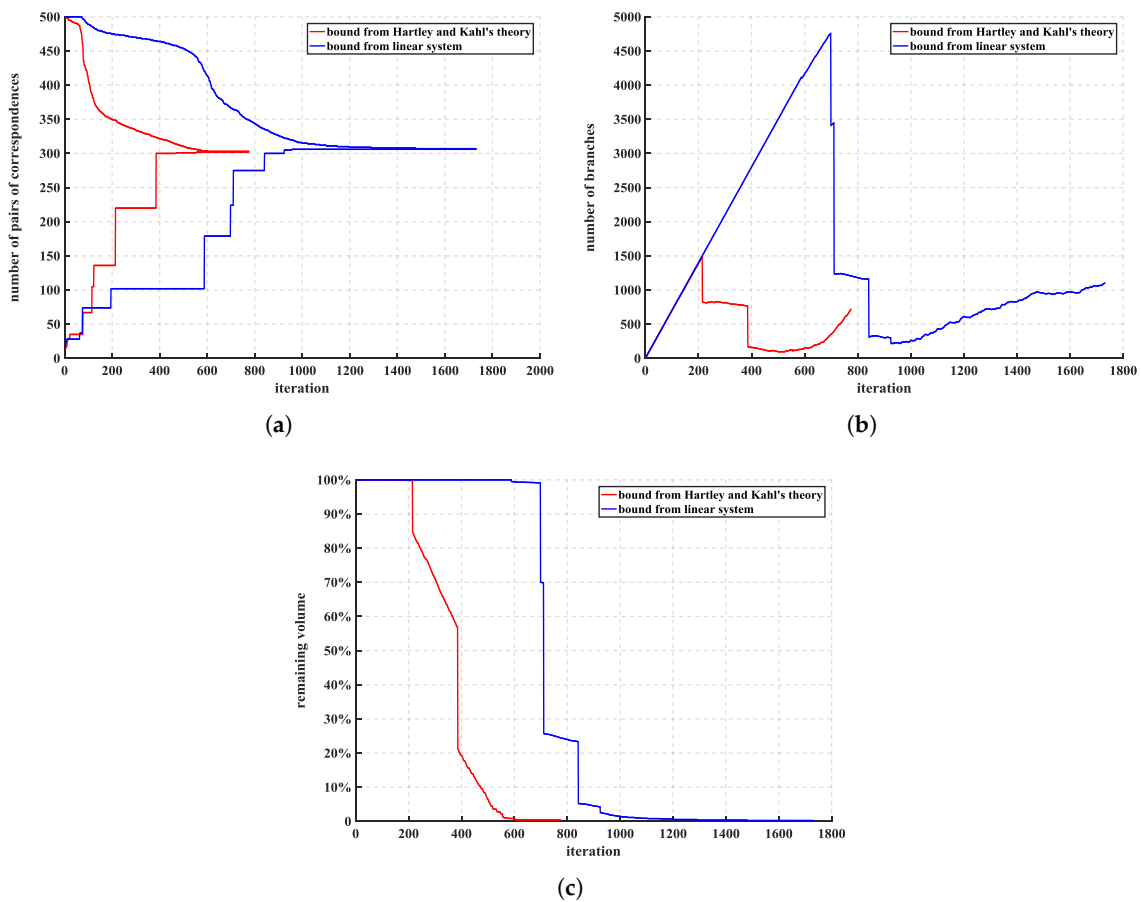 500
450
400
350
300
250
200
150
100
50
0
number of pairs of correspondences
bound from Hartley and Kahl's theory
bound from linear system
0 200 400 600 800 1000 1200 1400 1600 1800 2000
iteration
(a)
5000
4500
4000
3500
3000
2500
2000
1500
1000
500
0
number of branches
bound from Hartley and Kahl's theory
bound from linear system
0 200 400 600 800 1000 1200 1400 1600 1800
iteration
(b)
100%
90%
80%
70%
60%
50%
40%
30%
20%
10%
0
remaining volume
bound from Hartley and Kahl's theory
bound from linear system
0 200 400 600 800 1000 1200 1400 1600 1800
iteration
(c)